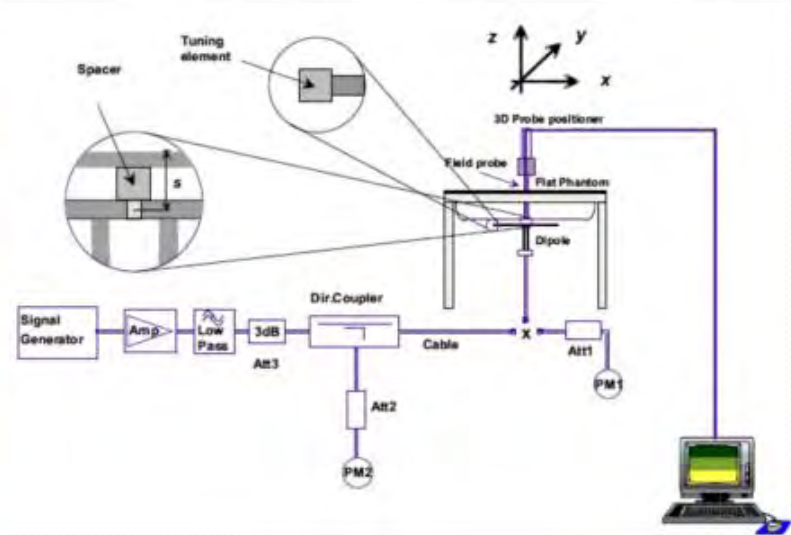 Tuning
element
Spacer
s
z
y
x
3D Probe positioner
Field probe
Flat Phantom
Dipole
Signal
Generator
Amp
Low
Pass
3dB
Att3
Dir.Coupler
Cable
x
Att1
PM1
Att2
PM2